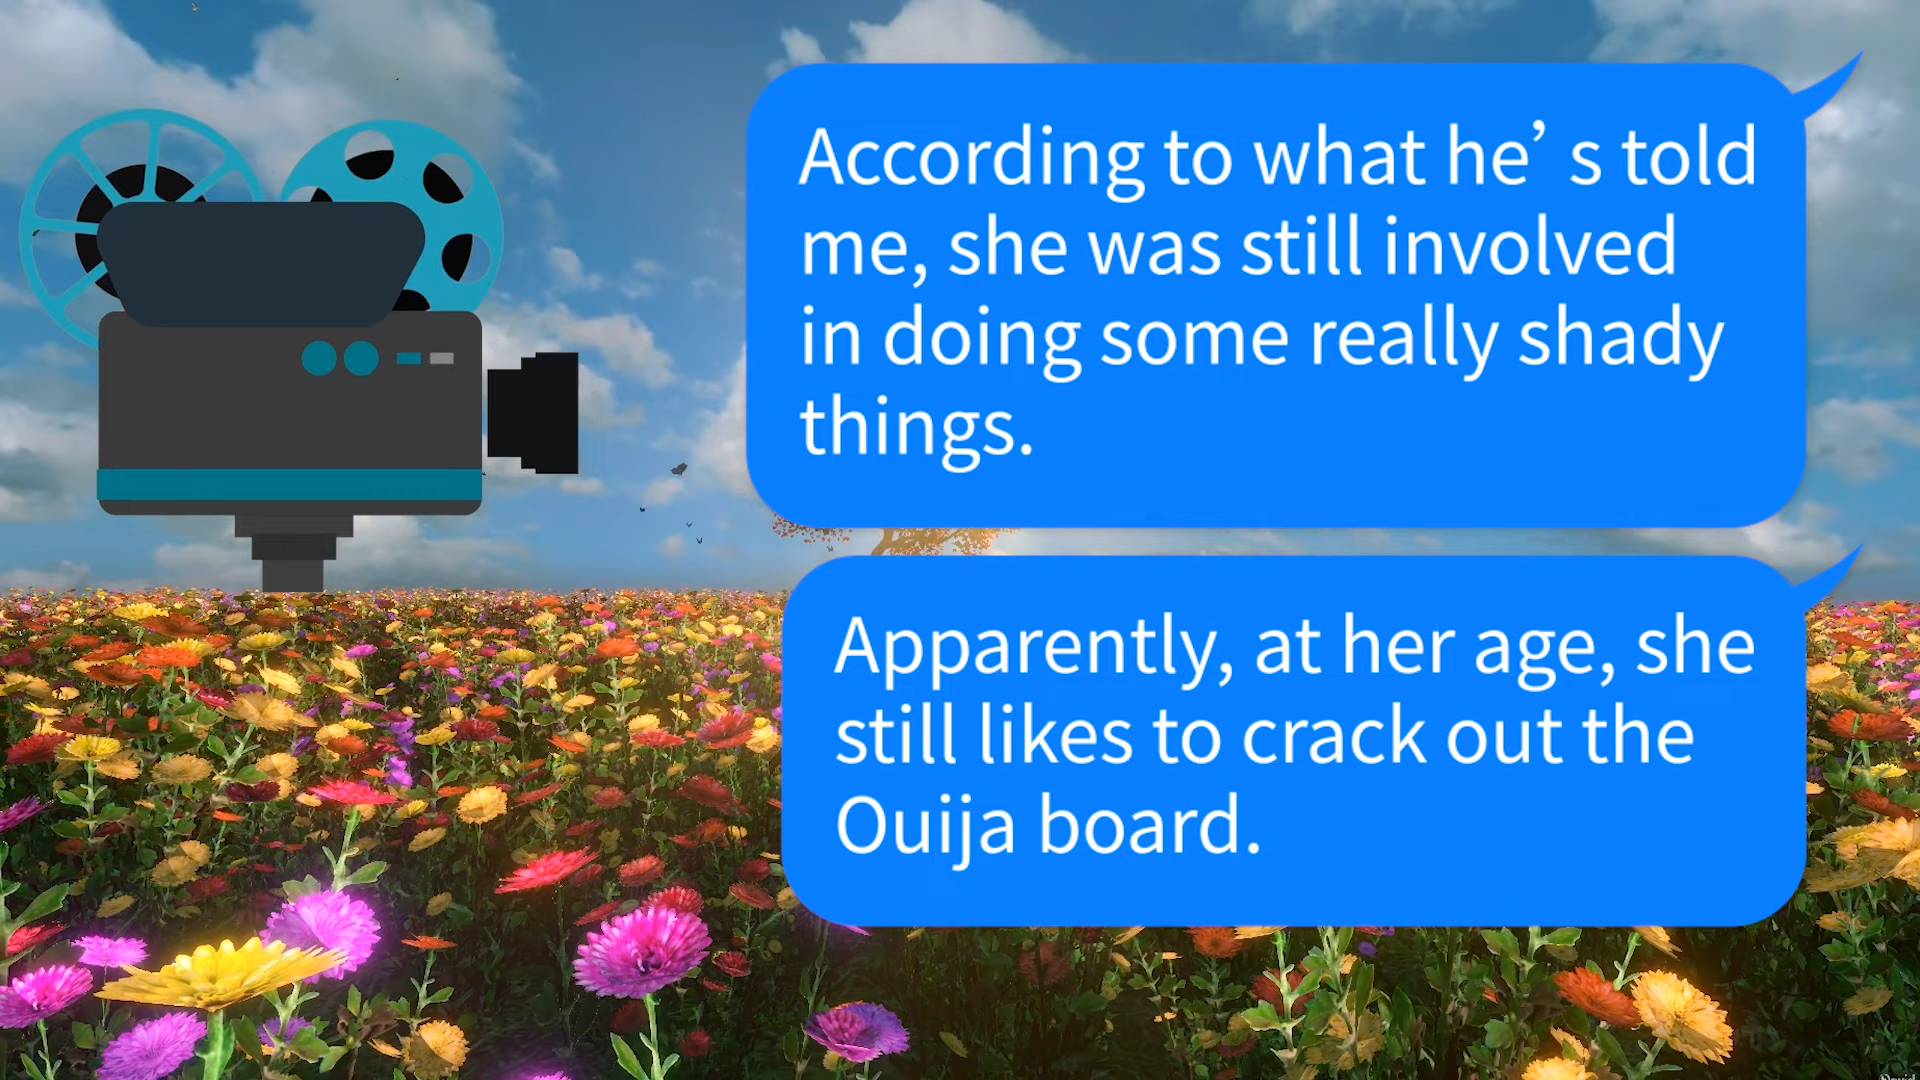 According to what he’s told
me, she was still involved
in doing some really shady
things.
Apparently, at her age, she
still likes to crack out the
Ouija board.